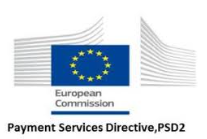 European
Commission
Payment Services Directive,PSD2